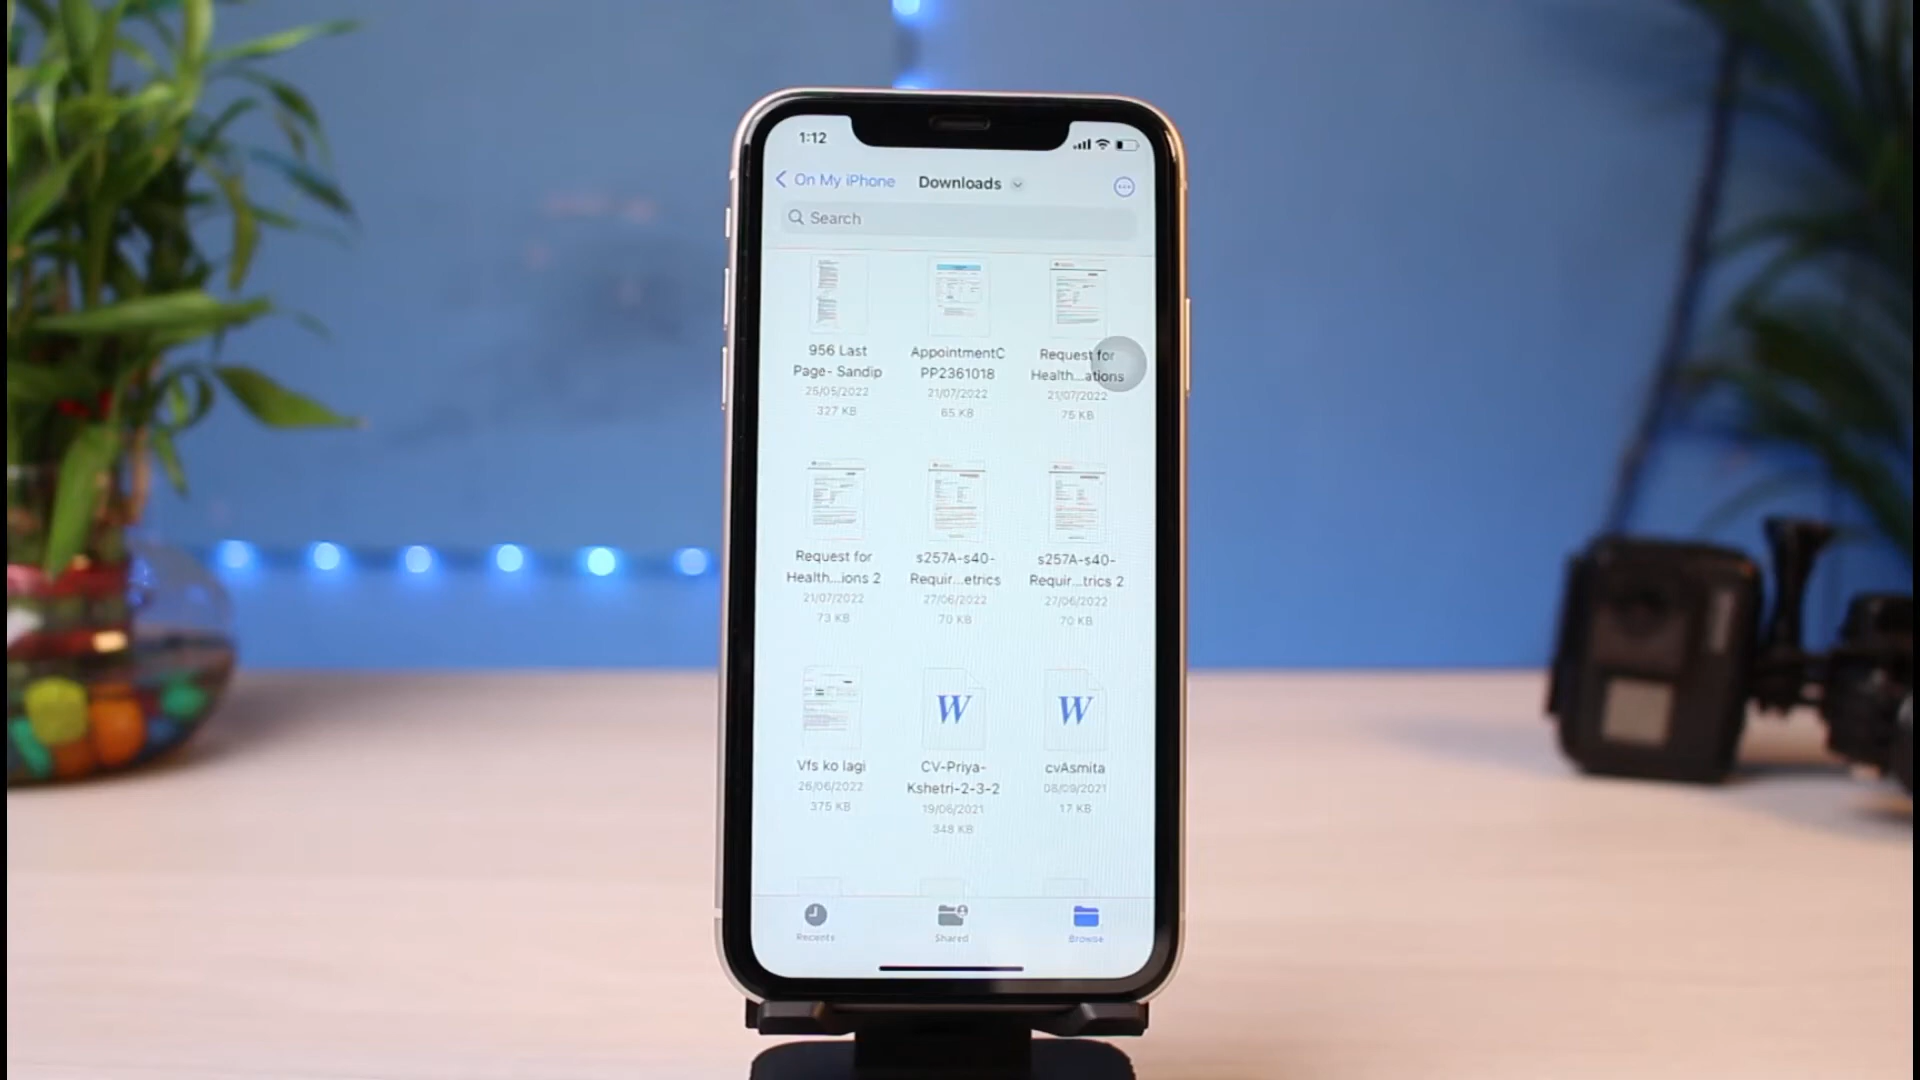 1:12
On My iPhone
Downloads
Search
956 Last
Page- Sandip
25/05/2022
327 KB
AppointmentC
PP2361018
21/07/2022
65 KB
Request for
Health...ations
21/07/2022
75 KB
Request for
Health...ions 2
21/07/2022
73 KB
s257A-s40-
Requir...etrics
27/06/2022
70 KB
s257A-s40-
Requir...trics 2
27/06/2022
70 KB
Vfs ko lagi
26/06/2022
375 KB
W
CV-Priya-
Kshetri-2-3-2
19/08/2021
348 KB
W
cvAsmita
08/09/2021
17 KB
Recents
Shared
Browse